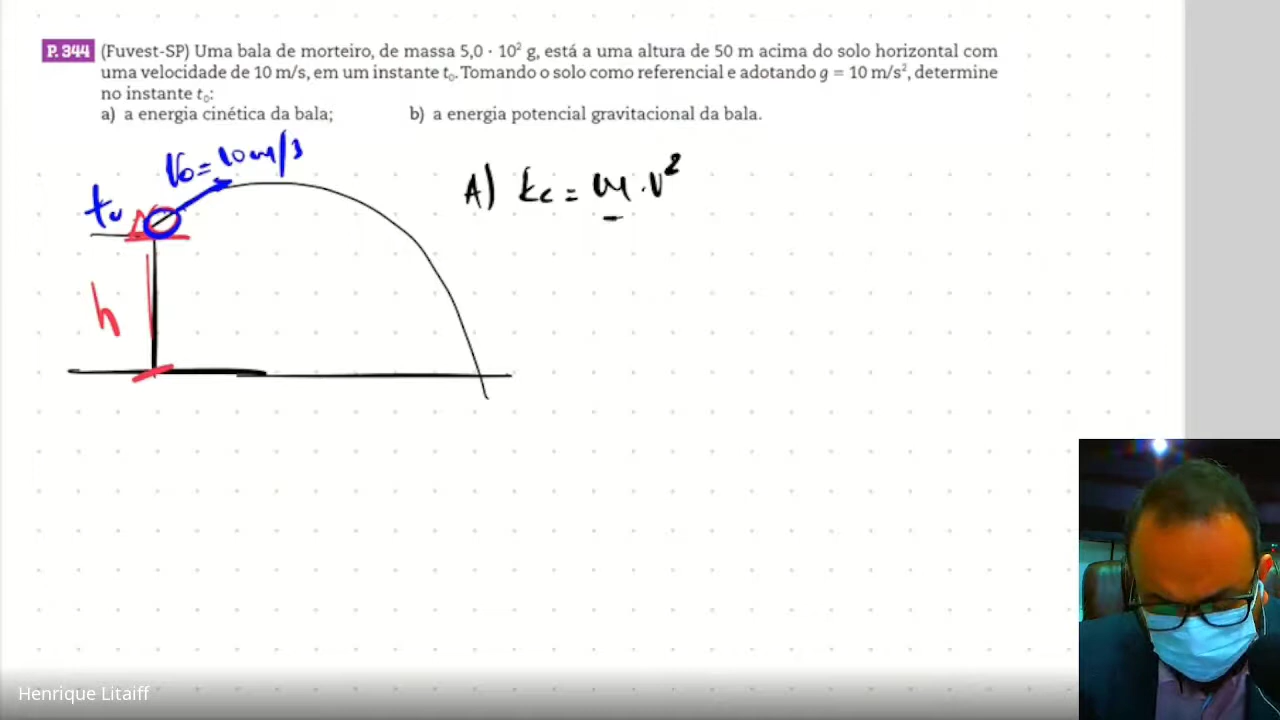 P. 344 (Fuvest-SP) Uma bala de morteiro, de massa 5,0 · 10² g, está a uma altura de 50 m acima do solo horizontal com
uma velocidade de 10 m/s, em um instante t₀. Tomando o solo como referencial e adotando g = 10 m/s², determine
no instante t₀:
a) a energia cinética da bala; b) a energia potencial gravitacional da bala.
V₀ = 10 m/s
t₀
A) Ec = m . v²
h
Henrique Litaiff